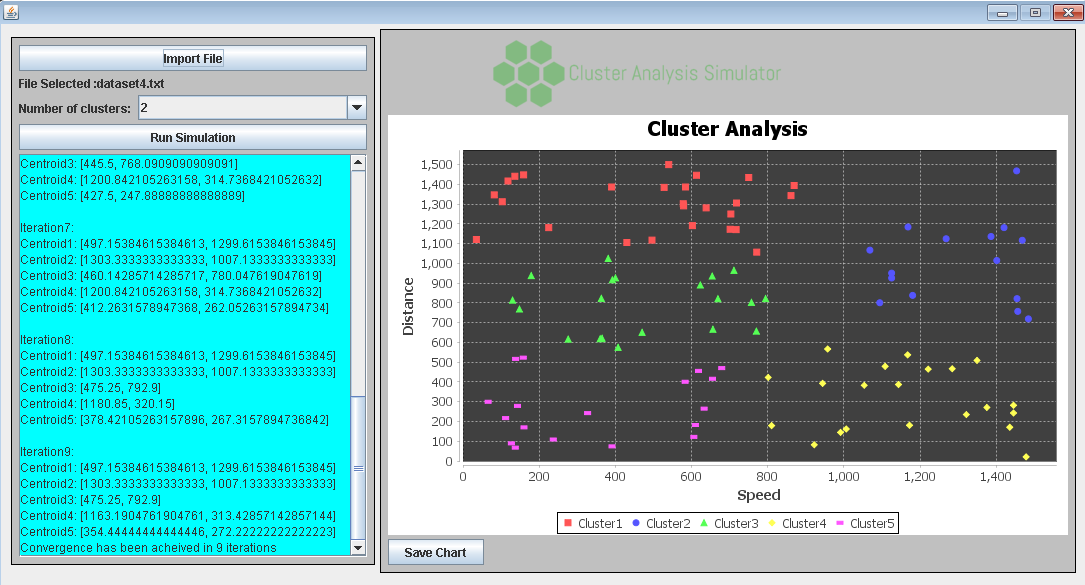 Import File
File Selected :dataset4.txt
Number of clusters: 2
Run Simulation
Centroid3: [445.5, 768.0909090909091]
Centroid4: [1200.842105263158, 314.7368421052632]
Centroid5: [427.5, 247.88888888888889]
Iteration7:
Centroid1: [497.15384615384613, 1299.6153846153845]
Centroid2: [1303.3333333333333, 1007.1333333333333]
Centroid3: [460.14285714285717, 780.047619047619]
Centroid4: [1200.842105263158, 314.7368421052632]
Centroid5: [412.2631578947368, 262.05263157894734]
Iteration8:
Centroid1: [497.15384615384613, 1299.6153846153845]
Centroid2: [1303.3333333333333, 1007.1333333333333]
Centroid3: [475.25, 792.9]
Centroid4: [1180.85, 320.15]
Centroid5: [378.42105263157896, 267.3157894736842]
Iteration9:
Centroid1: [497.15384615384613, 1299.6153846153845]
Centroid2: [1303.3333333333333, 1007.1333333333333]
Centroid3: [475.25, 792.9]
Centroid4: [1163.1904761904761, 313.42857142857144]
Centroid5: [354.44444444444446, 272.22222222222223]
Convergence has been acheived in 9 iterations
Cluster Analysis Simulator
Cluster Analysis
Distance
1,500
1,400
1,300
1,200
1,100
1,000
900
800
700
600
500
400
300
200
100
0
0 200 400 600 800 1,000 1,200 1,400
Speed
Cluster1 Cluster2 Cluster3 Cluster4 Cluster5
Save Chart